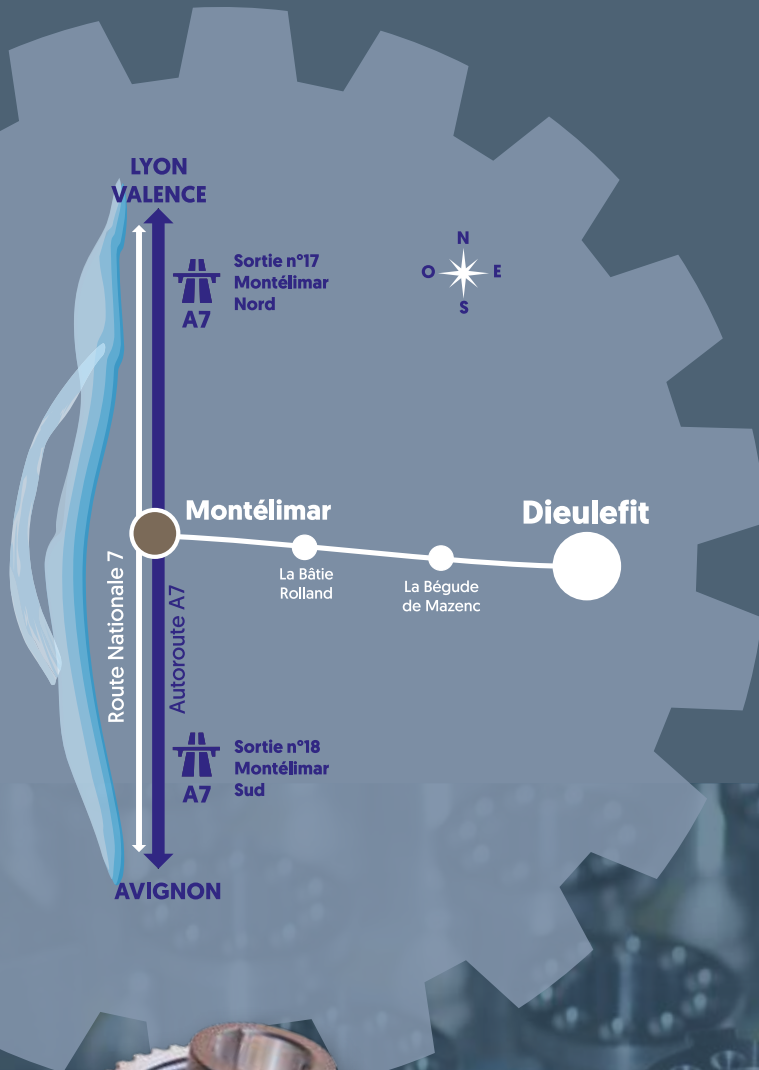 LYON
VALENCE
Sortie n°17
Montélimar
Nord
A7
N
O
E
S
Montélimar
Dieulefit
La Bâtie
Rolland
La Bégude
de Mazenc
Route Nationale 7
Autoroute A7
Sortie n°18
Montélimar
Sud
A7
AVIGNON